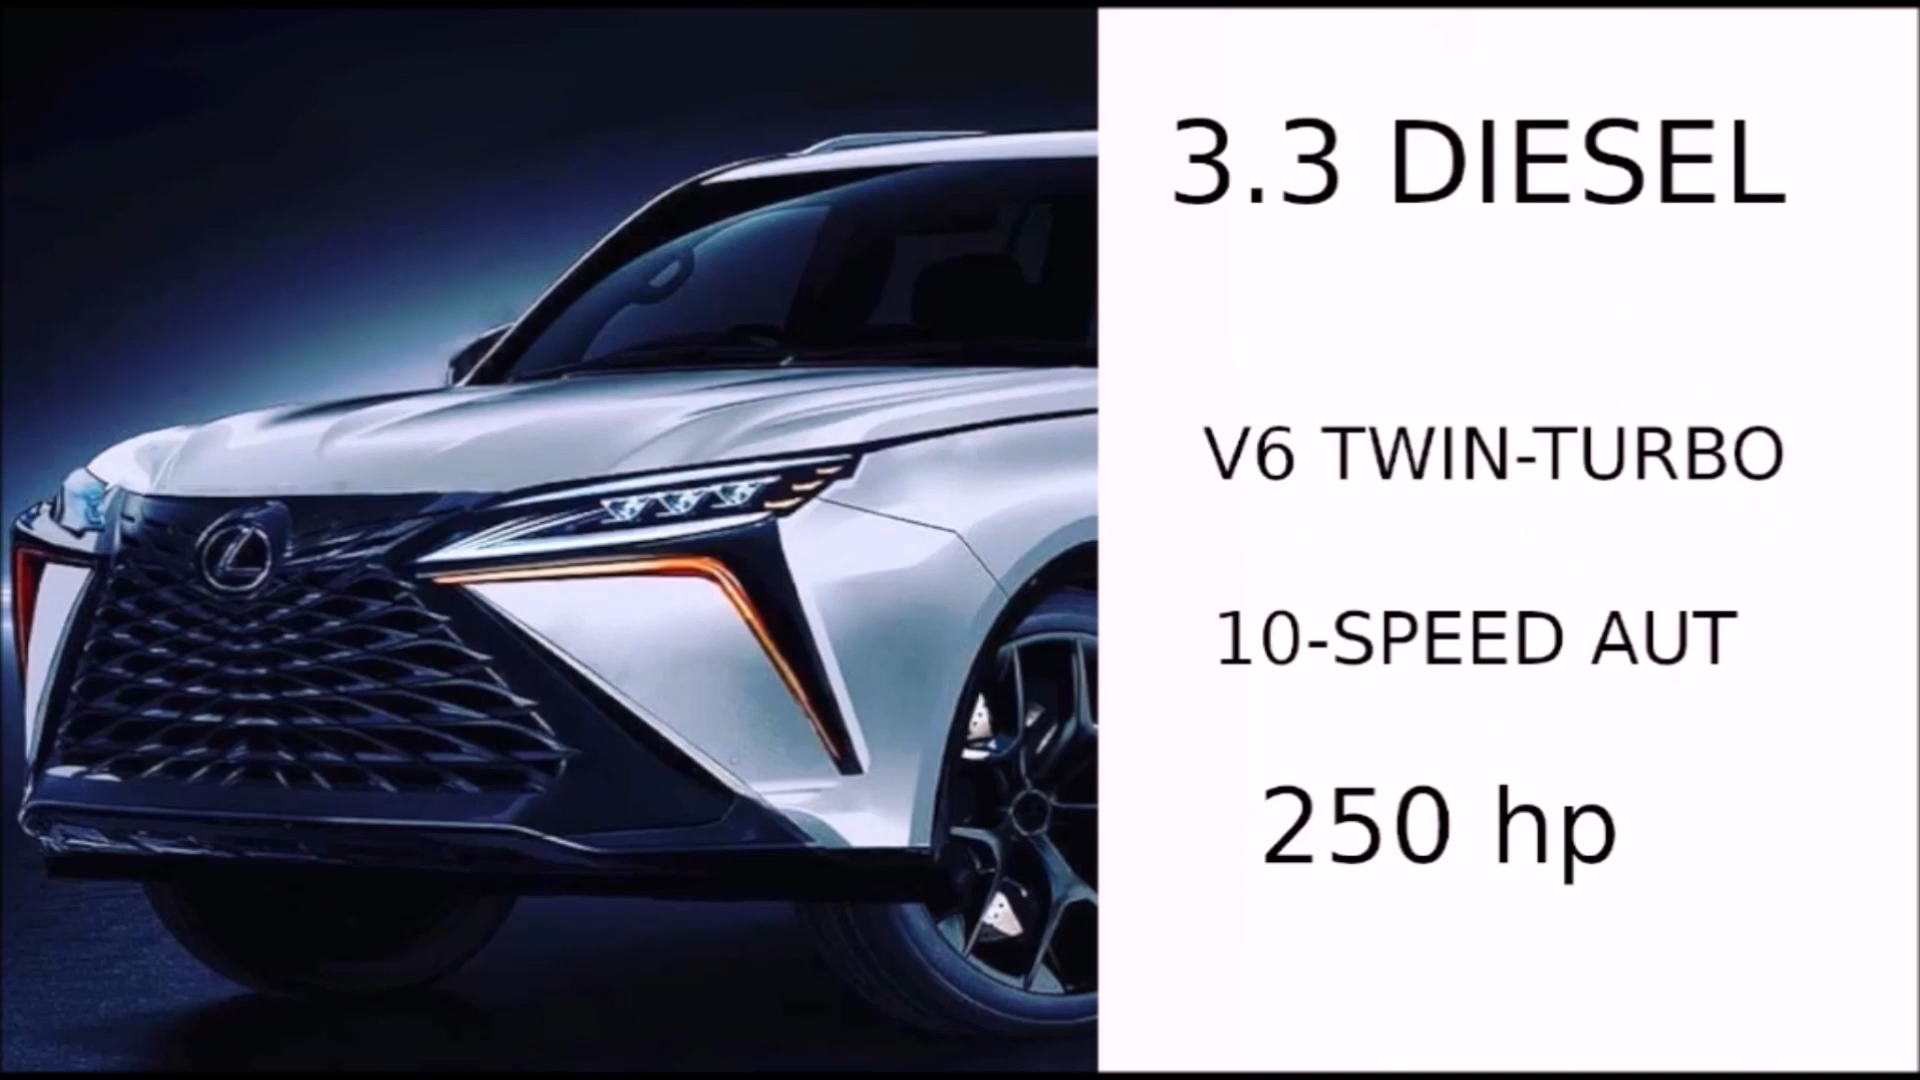 3.3 DIESEL
V6 TWIN-TURBO
10-SPEED AUT
250 hp